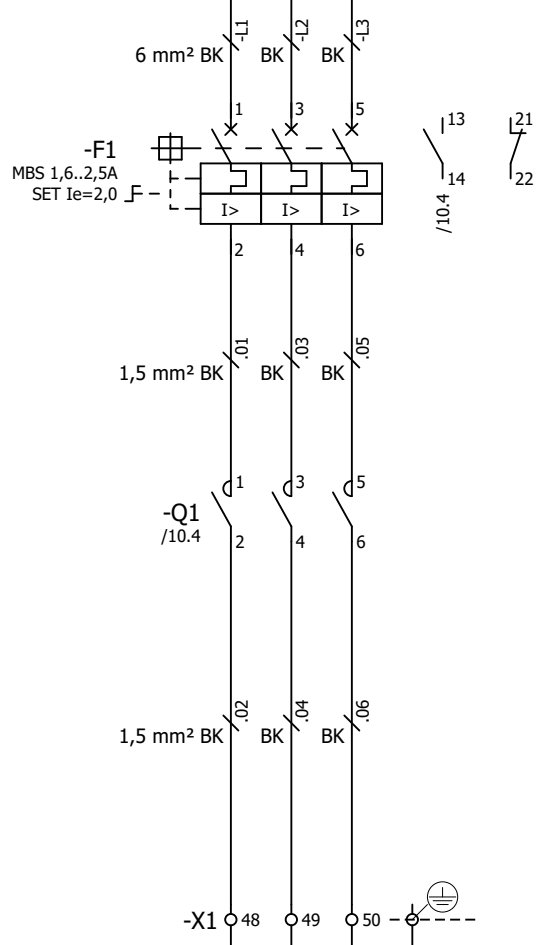 -L1 -L2 -L3
6 mm² BK BK BK
1 3 5
-F1
MBS 1,6..2,5A
SET Ie=2,0
I> I> I>
2 4 6
13 21
14 22
/10.4
.01 .03 .05
1,5 mm² BK BK BK
1 3 5
-Q1
/10.4
2 4 6
.02 .04 .06
1,5 mm² BK BK BK
-X1 48 49 50